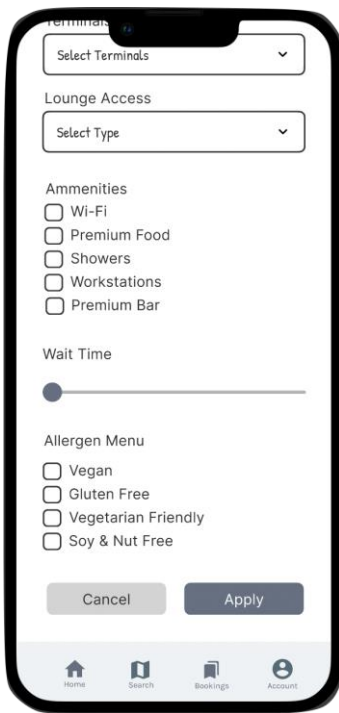 Terminals
Select Terminals
Lounge Access
Select Type
Ammenities
Wi-Fi
Premium Food
Showers
Workstations
Premium Bar
Wait Time
Allergen Menu
Vegan
Gluten Free
Vegetarian Friendly
Soy & Nut Free
Cancel Apply
Home Search Bookings Account